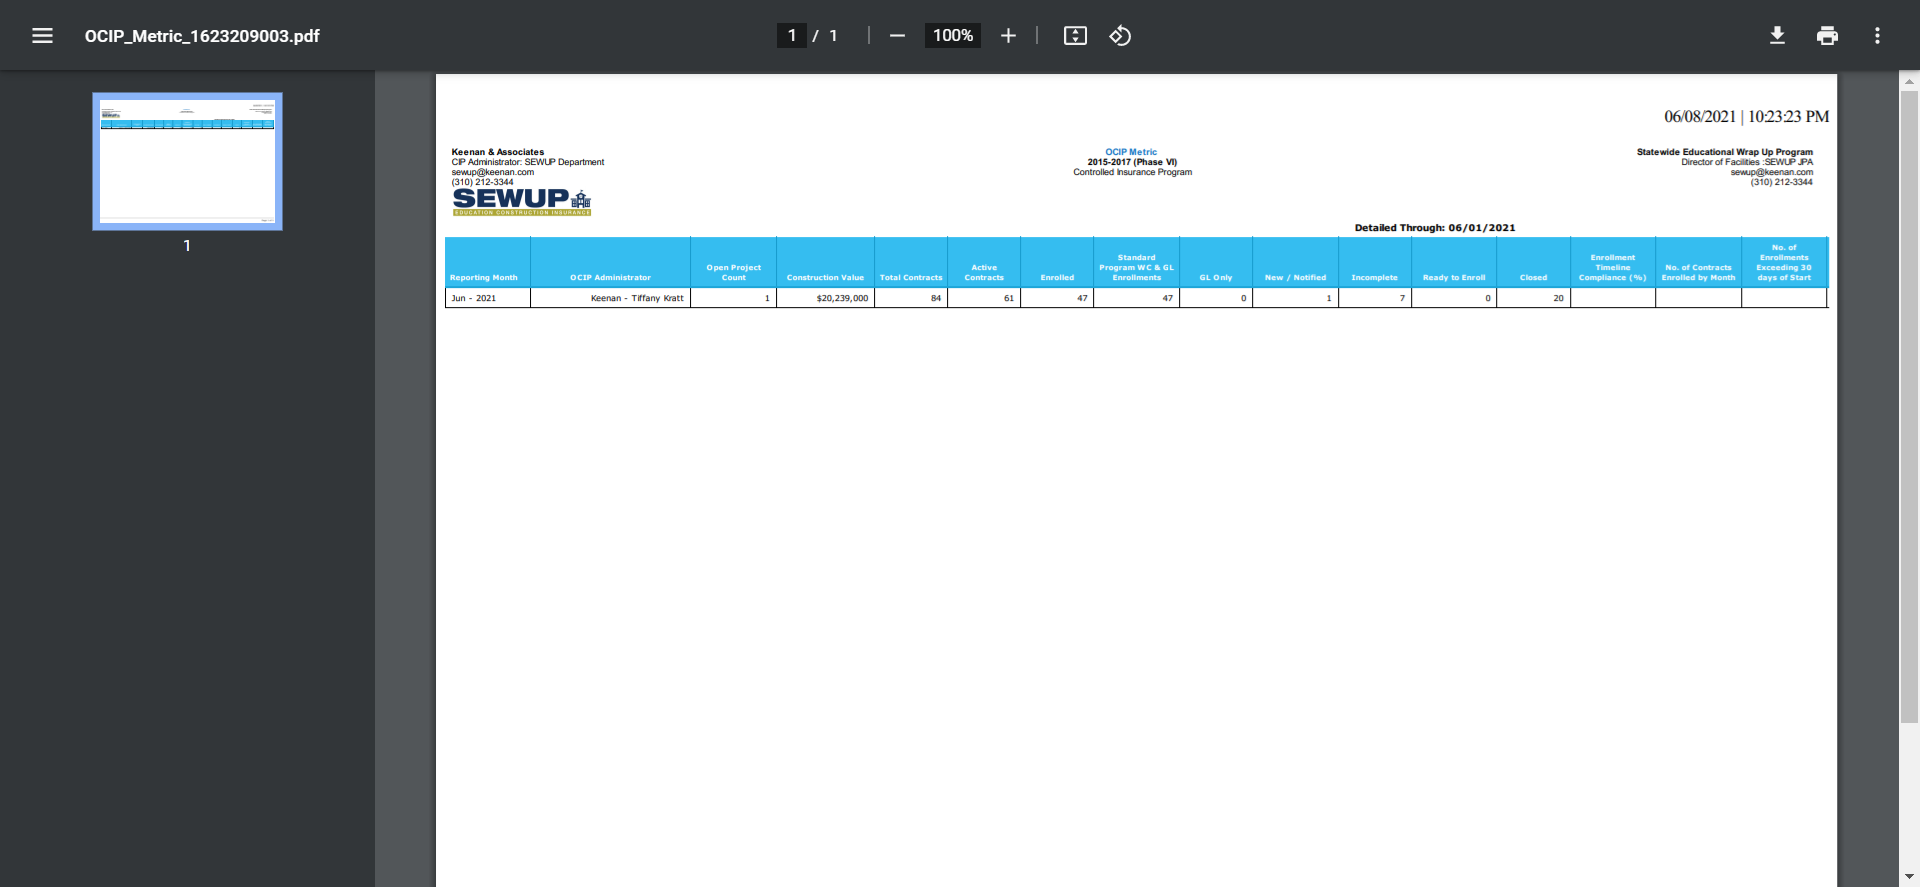 OCIP_Metric_1623209003.pdf
1 / 1
100%
1
06/08/2021 | 10:23:23 PM
Keenan & Associates
CIP Administrator: SEWUP Department
sewup@keenan.com
(310) 212-3344
SEWUP
EDUCATION CONSTRUCTION INSURANCE
OCIP Metric
2015-2017 (Phase VI)
Controlled Insurance Program
Statewide Educational Wrap Up Program
Director of Facilities :SEWUP JPA
sewup@keenan.com
(310) 212-3344
Detailed Through: 06/01/2021
Reporting Month
OCIP Administrator
Open Project
Count
Construction Value
Total Contracts
Active
Contracts
Enrolled
Standard
Program WC & GL
Enrollments
GL Only
New / Notified
Incomplete
Ready to Enroll
Closed
Enrollment
Timeline
Compliance (%)
No. of Contracts
Enrolled by Month
No. of
Enrollments
Exceeding 30
days of Start
Jun - 2021 Keenan - Tiffany Kratt 1 $20,239,000 84 61 47 47 0 1 7 0 20